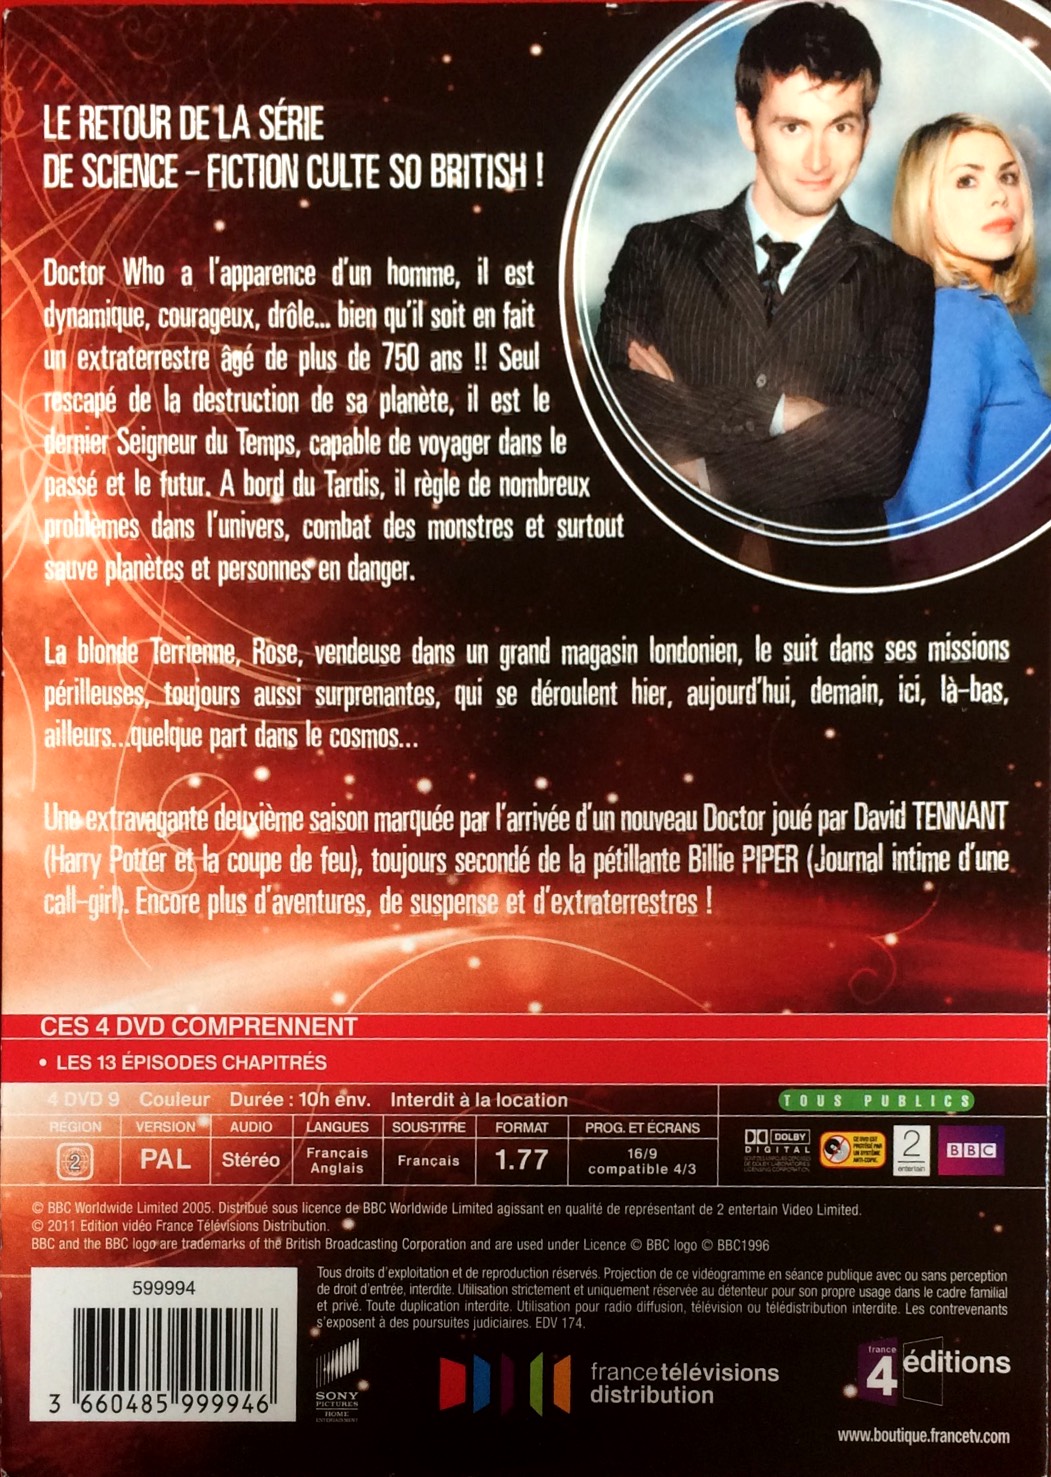 LE RETOUR DE LA SÉRIE
DE SCIENCE – FICTION CULTE SO BRITISH !
Doctor Who a l'apparence d'un homme, il est
dynamique, courageux, drôle... bien qu'il soit en fait
un extraterrestre âgé de plus de 750 ans !! Seul
rescapé de la destruction de sa planète, il est le
dernier Seigneur du Temps, capable de voyager dans le
passé et le futur. A bord du Tardis, il règle de nombreux
problèmes dans l'univers, combat des monstres et surtout
sauve planètes et personnes en danger.
La blonde Terrienne, Rose, vendeuse dans un grand magasin londonien, le suit dans ses missions
périlleuses, toujours aussi surprenantes, qui se déroulent hier, aujourd'hui, demain, ici, là-bas,
ailleurs...quelque part dans le cosmos...
Une extravagante deuxième saison marquée par l'arrivée d'un nouveau Doctor joué par David TENNANT
(Harry Potter et la coupe de feu), toujours secondé de la pétillante Billie PIPER (Journal intime d'une
call-girl). Encore plus d'aventures, de suspense et d'extraterrestres !
CES 4 DVD COMPRENNENT
• LES 13 ÉPISODES CHAPITRÉS
4 DVD 9 Couleur Durée : 10h env. Interdit à la location
TOUS PUBLICS
RÉGION VERSION AUDIO LANGUES SOUS-TITRE FORMAT PROG. ET ÉCRANS
2 PAL Stéréo Français Anglais Français 1.77 16/9 compatible 4/3
DOLBY
DIGITAL
CE DVD EST
PROTÉGÉ PAR
UN SYSTÈME
ANTI-COPIE.
2 entertain
BBC
© BBC Worldwide Limited 2005. Distribué sous licence de BBC Worldwide Limited agissant en qualité de représentant de 2 entertain Video Limited.
© 2011 Edition vidéo France Télévisions Distribution.
BBC and the BBC logo are trademarks of the British Broadcasting Corporation and are used under Licence © BBC logo © BBC1996
Tous droits d'exploitation et de reproduction réservés. Projection de ce vidéogramme en séance publique avec ou sans perception
de droit d'entrée, interdite. Utilisation strictement et uniquement réservée au détenteur pour son propre usage dans le cadre familial
et privé. Toute duplication interdite. Utilisation pour radio diffusion, télévision ou télédistribution interdite. Les contrevenants
s'exposent à des poursuites judiciaires. EDV 174.
599994
3 660485 999946
SONY
PICTURES
HOME
ENTERTAINMENT
francetélévisions
distribution
france
4 éditions
www.boutique.francetv.com